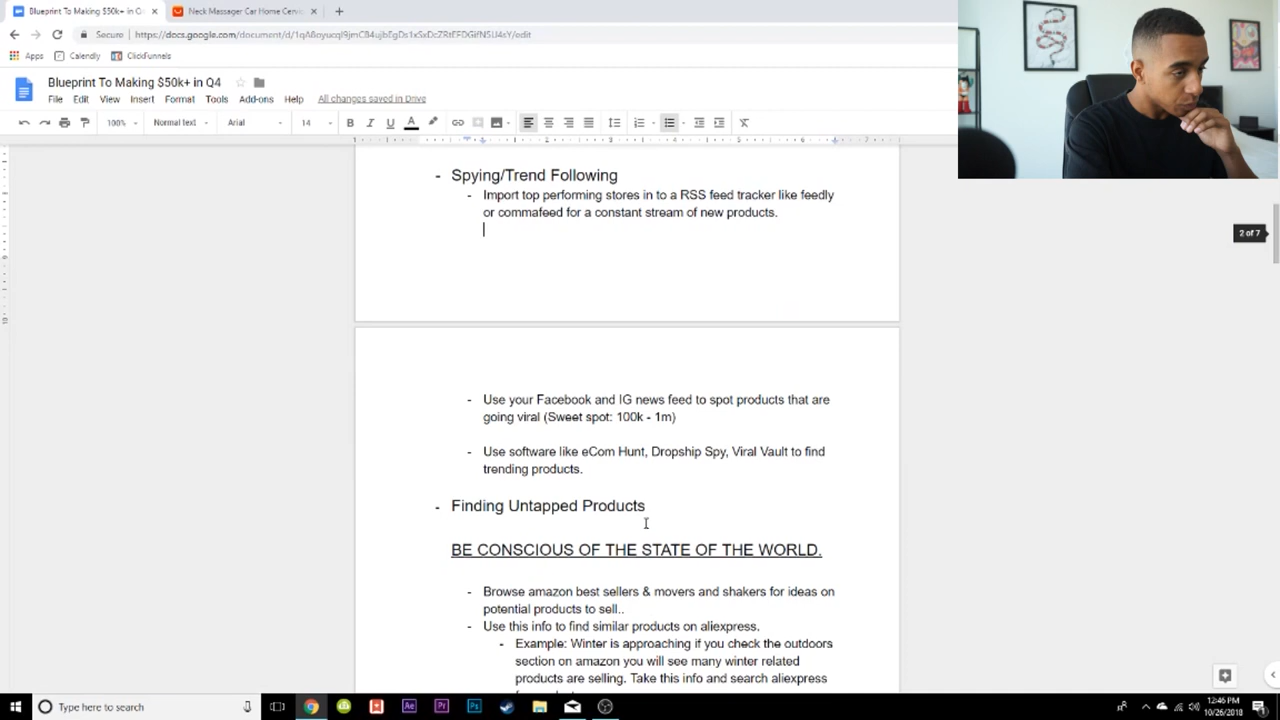 Blueprint To Making $50k+ in Q
Neck Massager Car Home Cervi
Secure
Apps Calendly ClickFunnels
Blueprint To Making $50k+ in Q4
File Edit View Insert Format Tools Add-ons Help All changes saved in Drive
100% Normal text Arial 14
- Spying/Trend Following
- Import top performing stores in to a RSS feed tracker like feedly
or commafeed for a constant stream of new products.
2 of 7
- Use your Facebook and IG news feed to spot products that are
going viral (Sweet spot: 100k - 1m)
- Use software like eCom Hunt, Dropship Spy, Viral Vault to find
trending products.
- Finding Untapped Products
BE CONSCIOUS OF THE STATE OF THE WORLD.
- Browse amazon best sellers & movers and shakers for ideas on
potential products to sell..
- Use this info to find similar products on aliexpress.
- Example: Winter is approaching if you check the outdoors
section on amazon you will see many winter related
products are selling. Take this info and search aliexpress
Type here to search
12:46 PM
10/26/2018